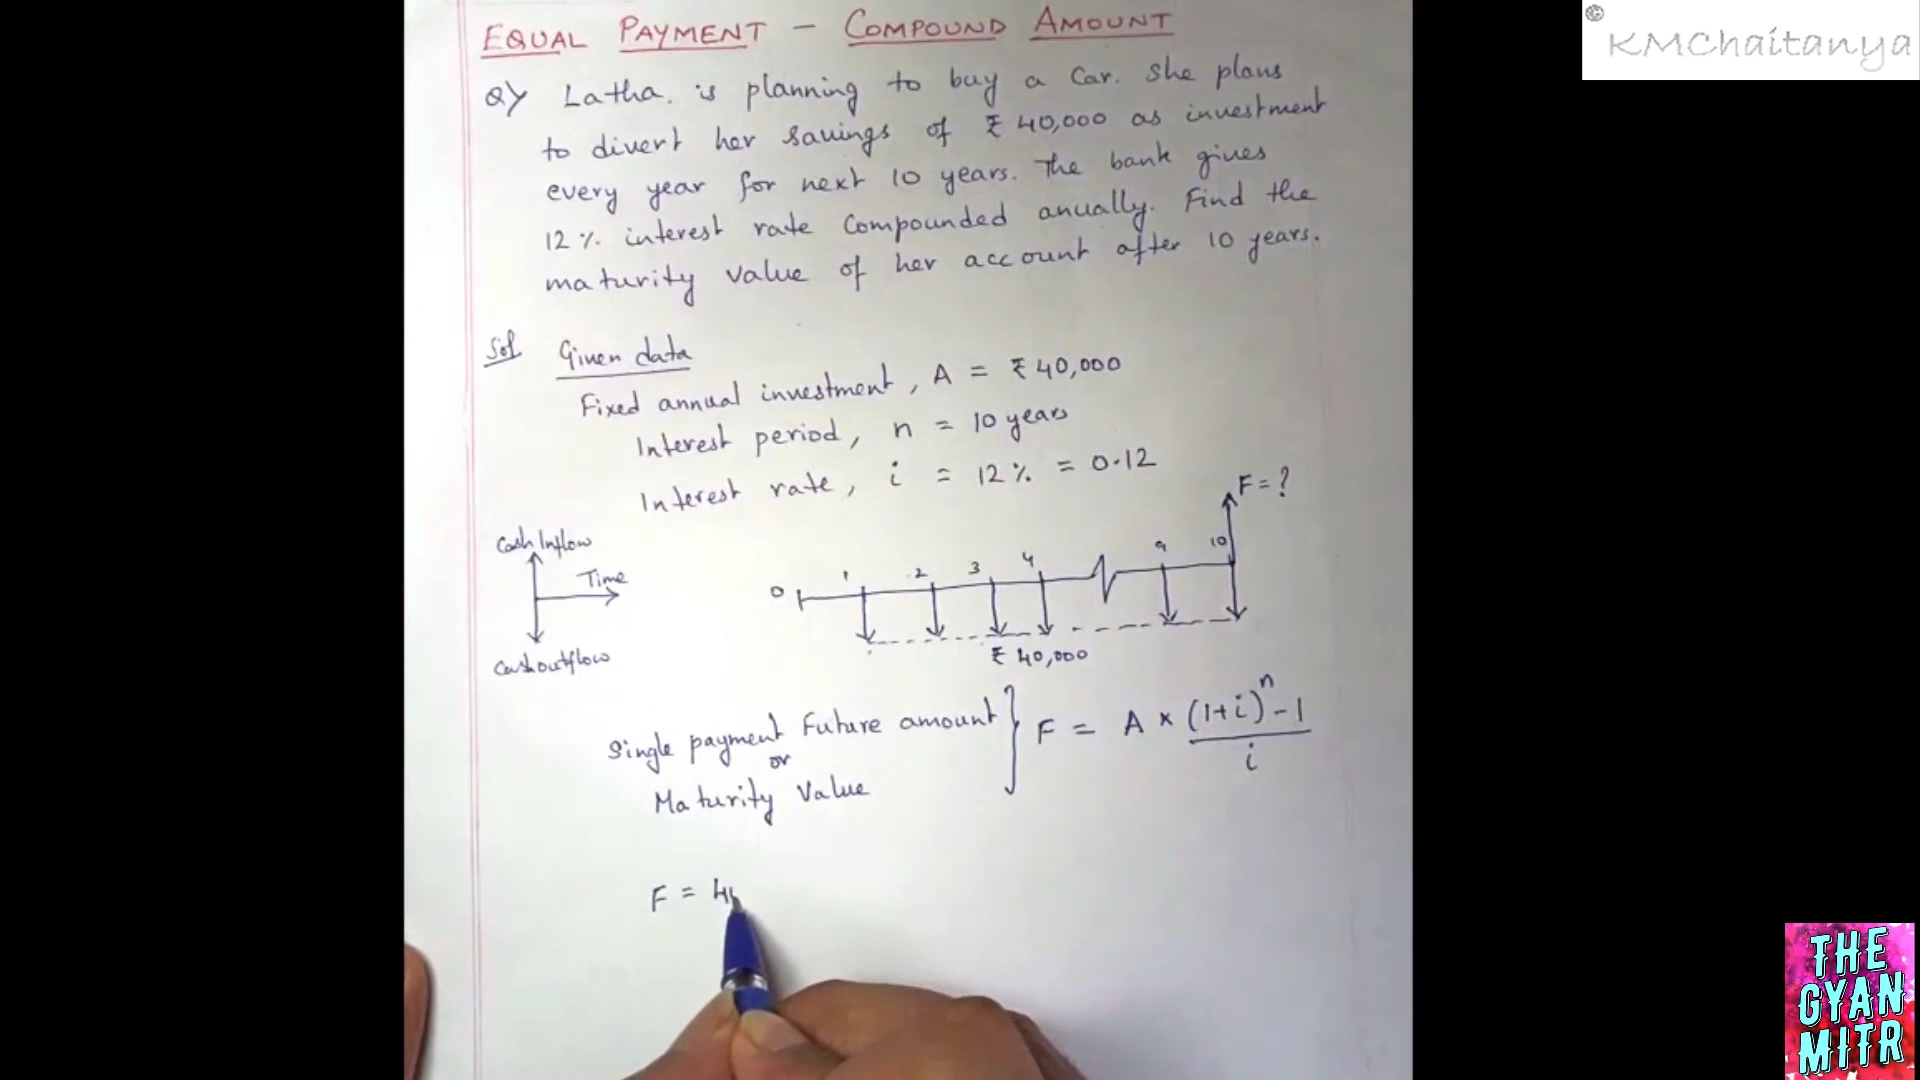 EQUAL PAYMENT - COMPOUND AMOUNT
© KMChaitanya
Q) Latha. is planning to buy a Car. She plans
to divert her savings of ₹ 40,000 as investment
every year for next 10 years. The bank gives
12 % interest rate Compounded anually. Find the
maturity value of her account after 10 years.
Sol Given data
Fixed annual investment, A = ₹ 40,000
Interest period, n = 10 years
Interest rate, i = 12 % = 0.12
F = ?
Cash Inflow
Time
Cash outflow
0 1 2 3 4 9 10
₹ 40,000
Single payment Future amount
or
Maturity Value
F = A × (1+i)^n - 1 / i
F = 4
THE
GYAN
MITR